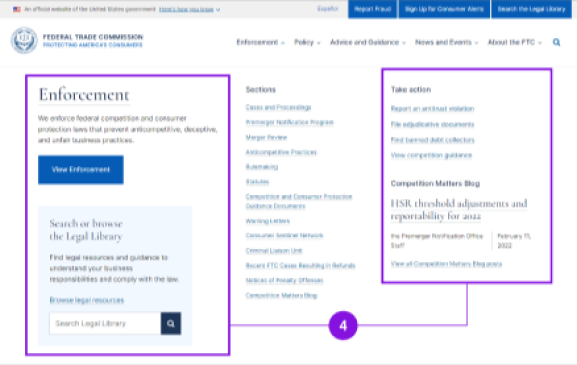 An official website of the United States government Here's how you know
Español
Report Fraud
Sign Up for Consumer Alerts
Search the Legal Library
FEDERAL TRADE COMMISSION
PROTECTING AMERICA'S CONSUMERS
Enforcement
Policy
Advice and Guidance
News and Events
About the FTC
Enforcement
We enforce federal competition and consumer
protection laws that prevent anticompetitive, deceptive,
and unfair business practices.
View Enforcement
Search or browse
the Legal Library
Find legal resources and guidance to
understand your business
responsibilities and comply with the law.
Browse legal resources
Search Legal Library
Sections
Cases and Proceedings
Premerger Notification Program
Merger Review
Anticompetitive Practices
Rulemaking
Statutes
Competition and Consumer Protection
Guidance Documents
Warning Letters
Consumer Sentinel Network
Criminal Liaison Unit
Recent FTC Cases Resulting in Refunds
Notices of Penalty Offenses
Competition Matters Blog
Take action
Report an antitrust violation
File adjudicative documents
Find banned debt collectors
View competition guidance
Competition Matters Blog
HSR threshold adjustments and
reportability for 2022
the Premerger Notification Office
Staff
February 11,
2022
View all Competition Matters Blog posts
4